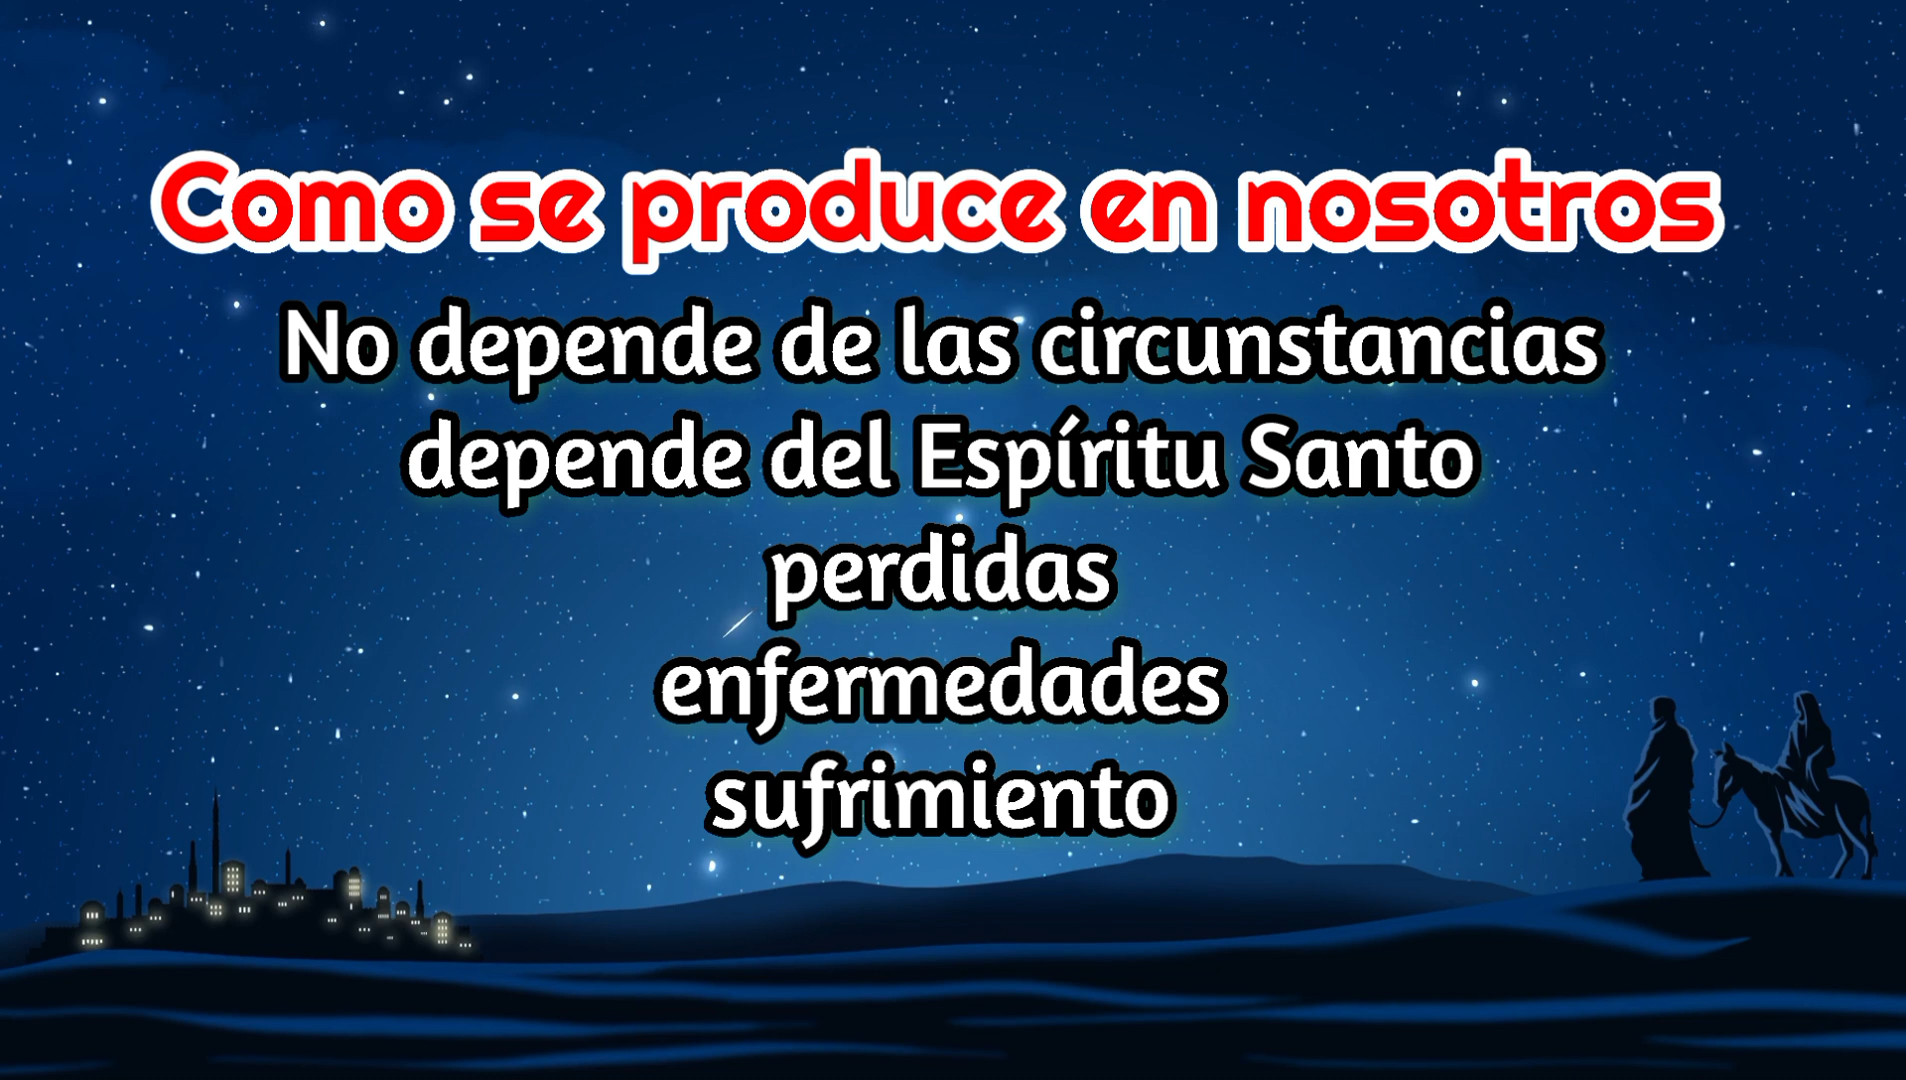 Como se produce en nosotros
No depende de las circunstancias
depende del Espíritu Santo
perdidas
enfermedades
sufrimiento